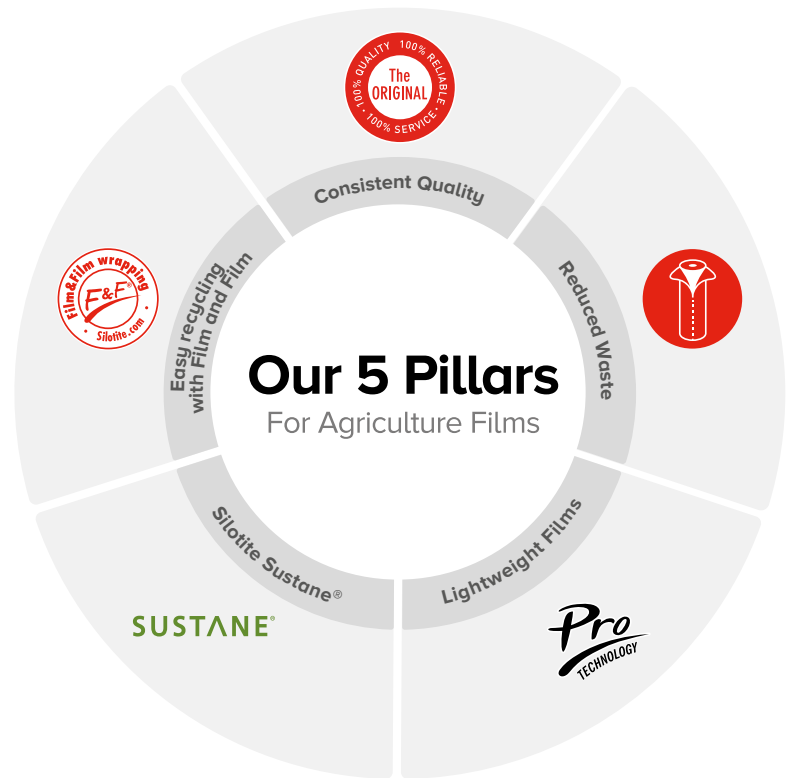 100% QUALITY · 100% RELIABLE · 100% SERVICE ·
The
ORIGINAL
Consistent Quality
Reduced Waste
Lightweight Films
Pro
TECHNOLOGY
Silotite Sustane®
SUSTANE®
Easy recycling
with Film and Film
Film&Film wrapping
F&F®
· Silotite.com ·
Our 5 Pillars
For Agriculture Films